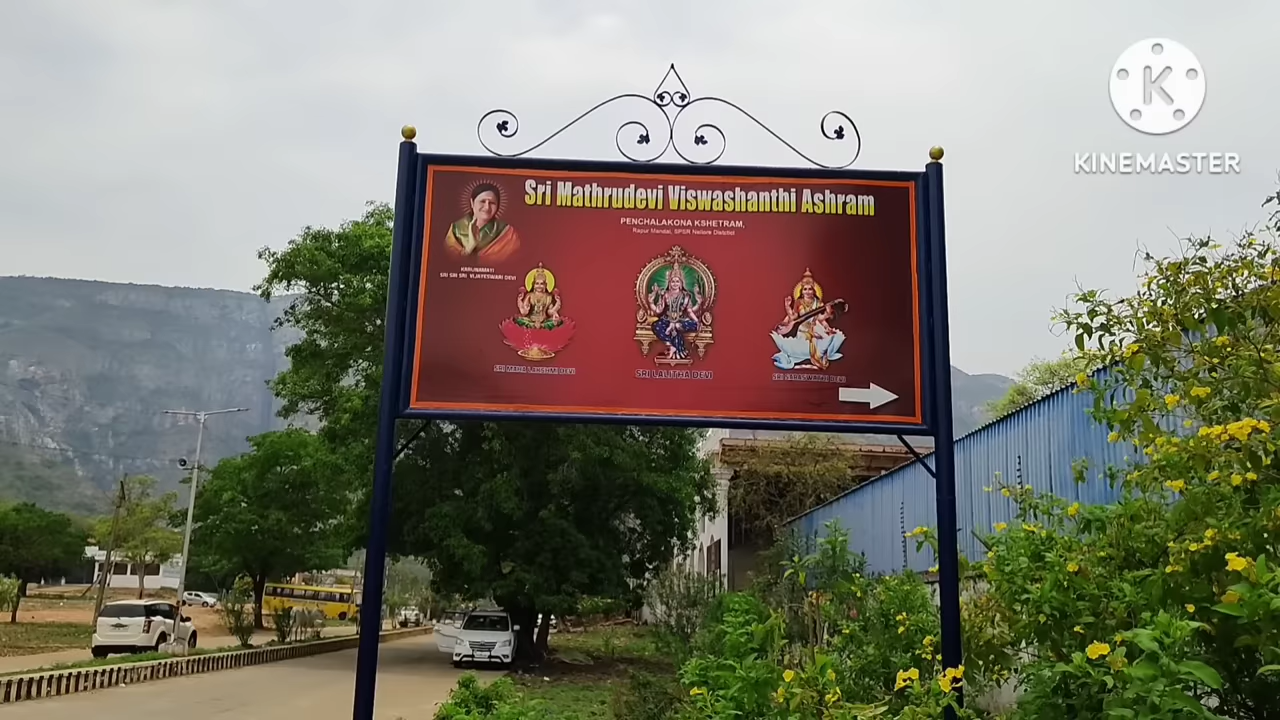 Sri Mathrudevi Viswashanthi Ashram
PENCHALAKONA KSHETRAM,
Rapur Mandal, SPSR Nellore Distritst
KARUNAMAYI
SRI SRI SRI VIJAYESWARI DEVI
SRI MAHA LAKSHMI DEVI
SRI LALITHA DEVI
SRI SARASWATHI DEVI
K
KINEMASTER